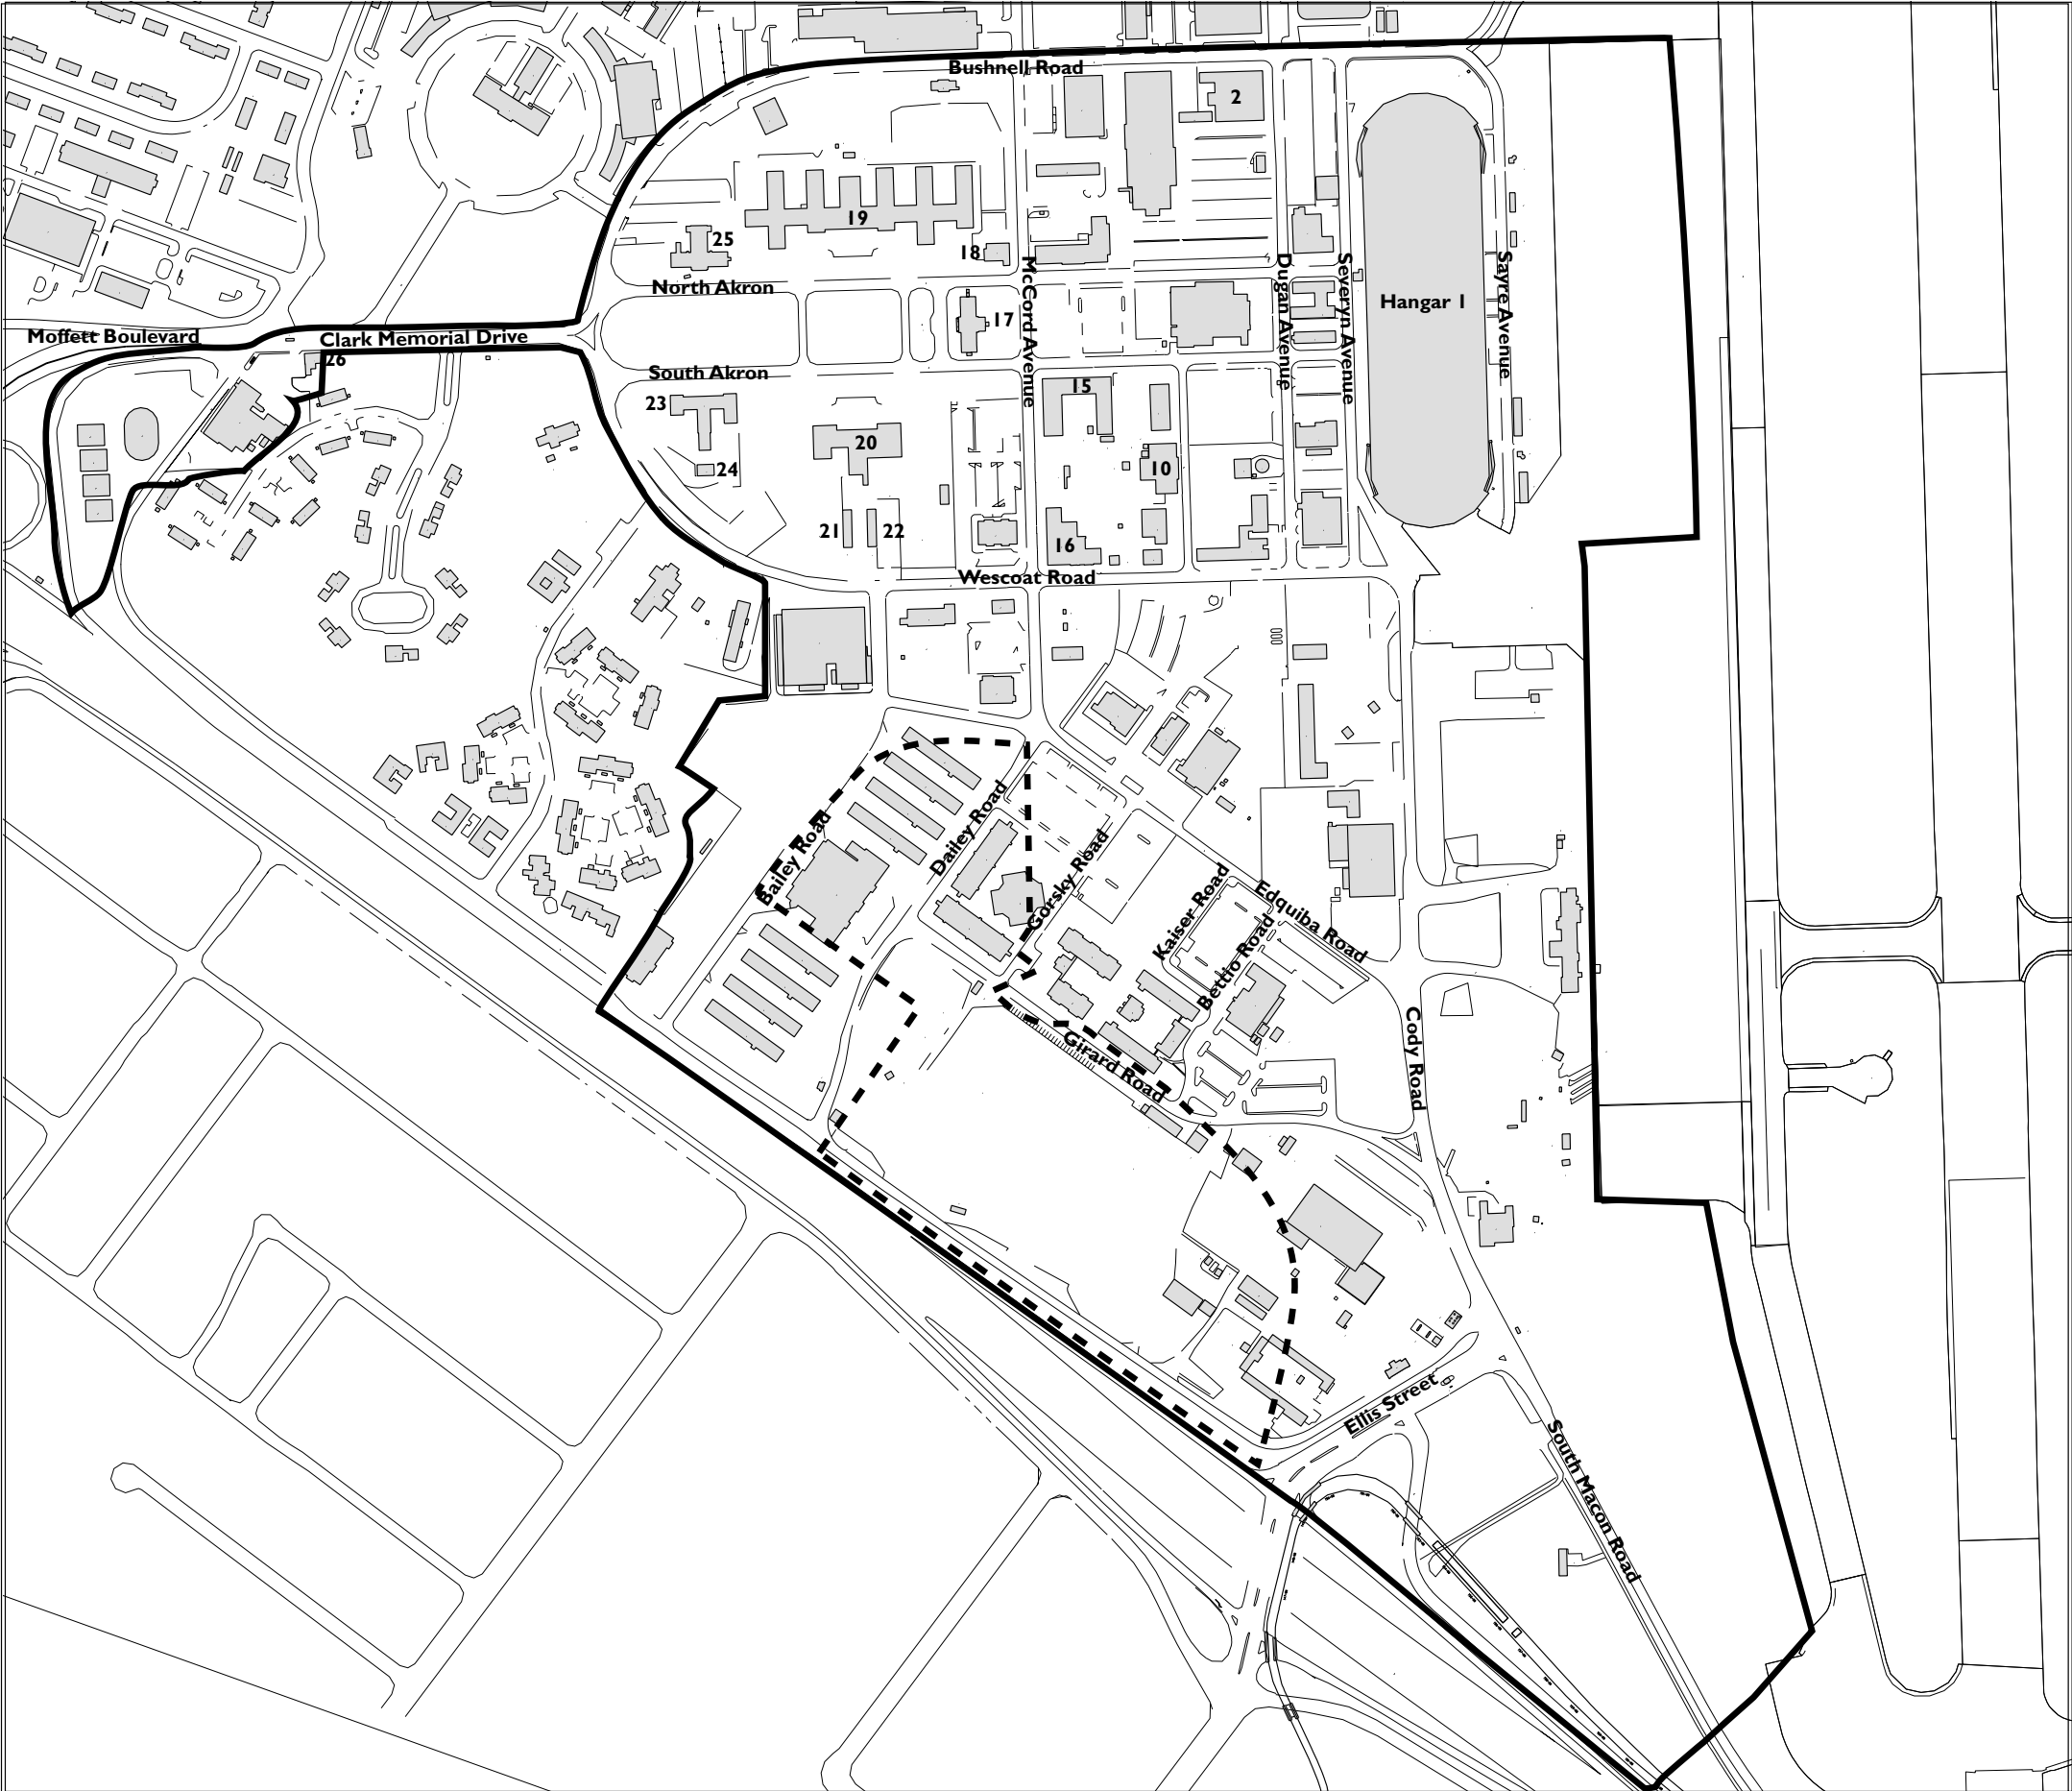 Bushnell Road
2
19
25
18
McCord Avenue
Dugan Avenue
Severyn Avenue
Sayre Avenue
North Akron
Hangar 1
17
Moffett Boulevard
Clark Memorial Drive
26
South Akron
15
23
20
24
10
21
22
16
Wescoat Road
Bailey Road
Dailey Road
Gorsky Road
Kaiser Road
Edquiba Road
Bettio Road
Girard Road
Cody Road
Ellis Street
South Macon Road